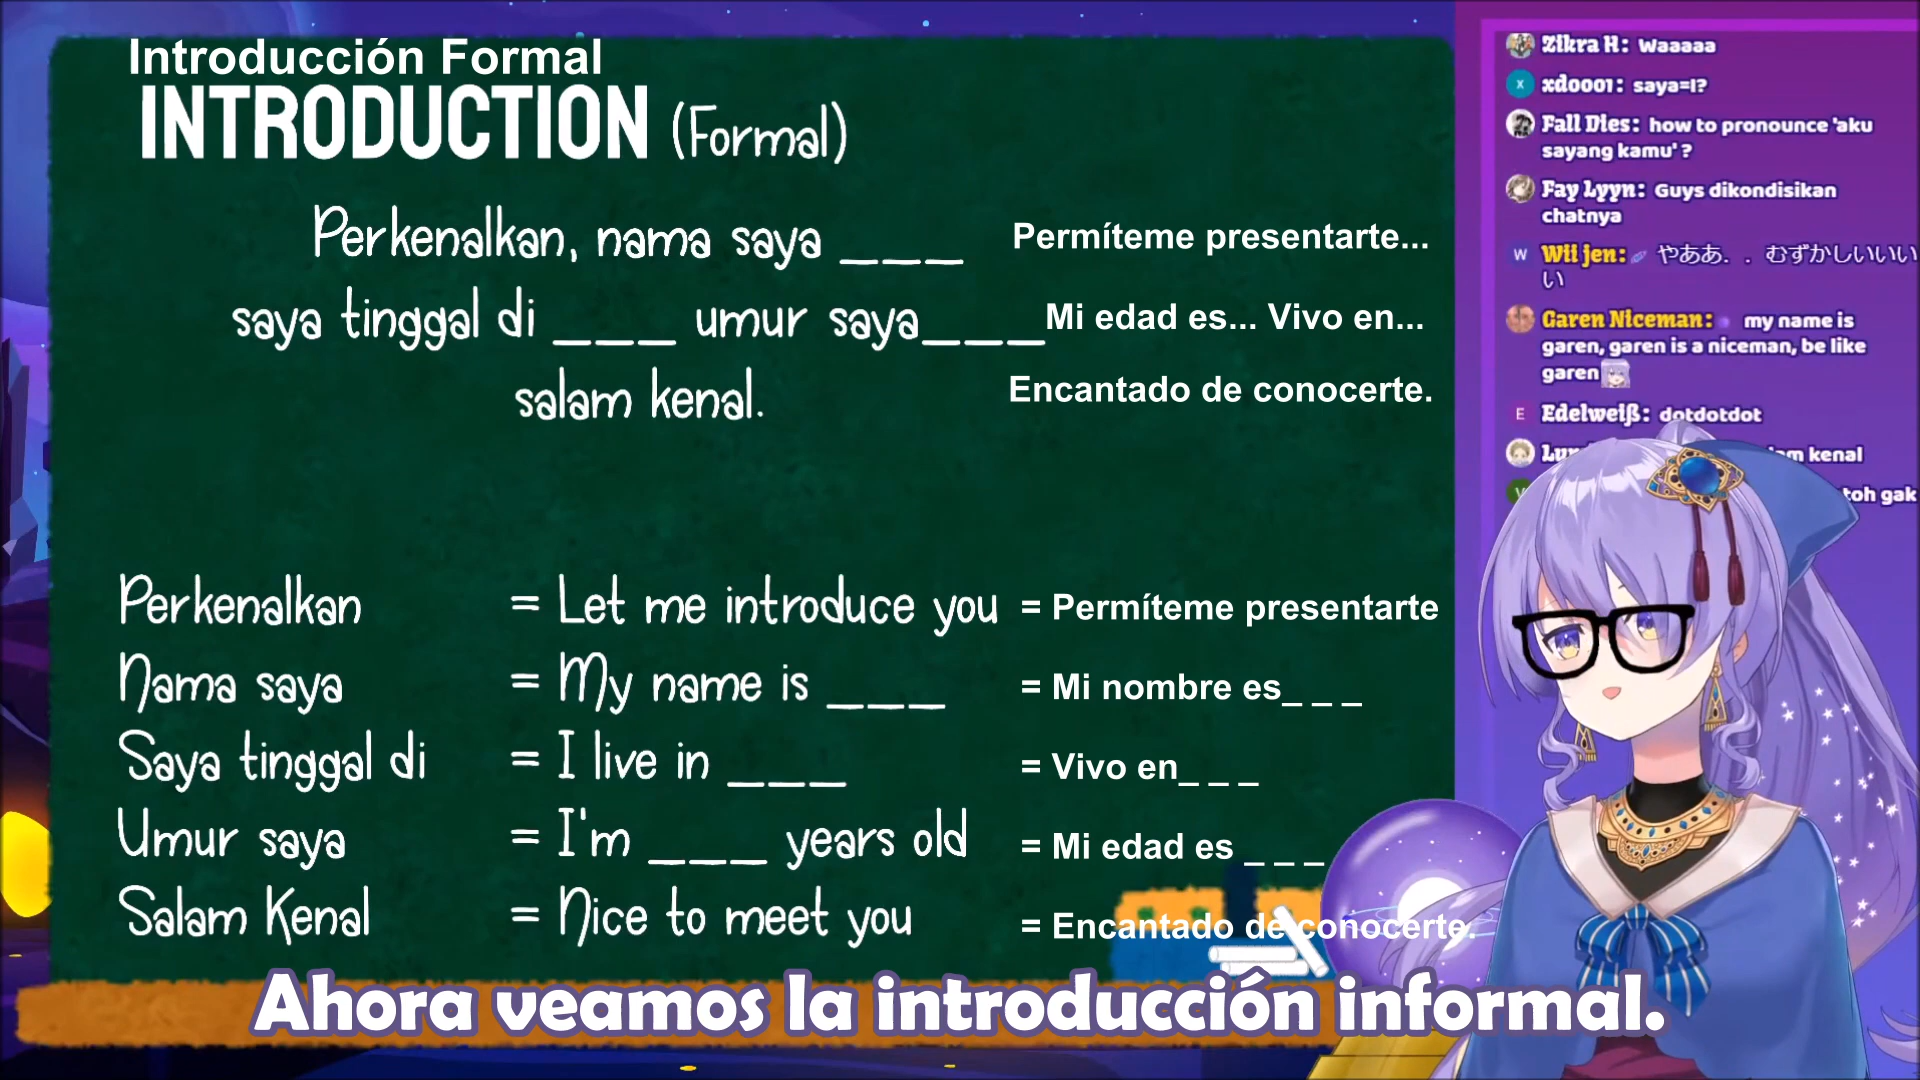 Introducción Formal
INTRODUCTION (Formal)
Perkenalkan, nama saya ___
Permíteme presentarte...
saya tinggal di ___ umur saya___
Mi edad es... Vivo en...
salam kenal.
Encantado de conocerte.
Perkenalkan = Let me introduce you = Permíteme presentarte
Nama saya = My name is ___ = Mi nombre es_ _ _
Saya tinggal di = I live in ___ = Vivo en_ _ _
Umur saya = I'm ___ years old = Mi edad es _ _ _
Salam Kenal = Nice to meet you = Encantado de conocerte.
Ahora veamos la introducción informal.
Zikra H: Waaaaa
X xd0001: saya=I?
Fall Dies: how to pronounce 'aku
sayang kamu' ?
Fay Lyyn: Guys dikondisikan
chatnya
W Wii jen: やああ. . むずかしいいい
い
Garen Niceman: my name is
garen, garen is a niceman, be like
garen
E Edelweiß: dotdotdot
kenal
toh gak